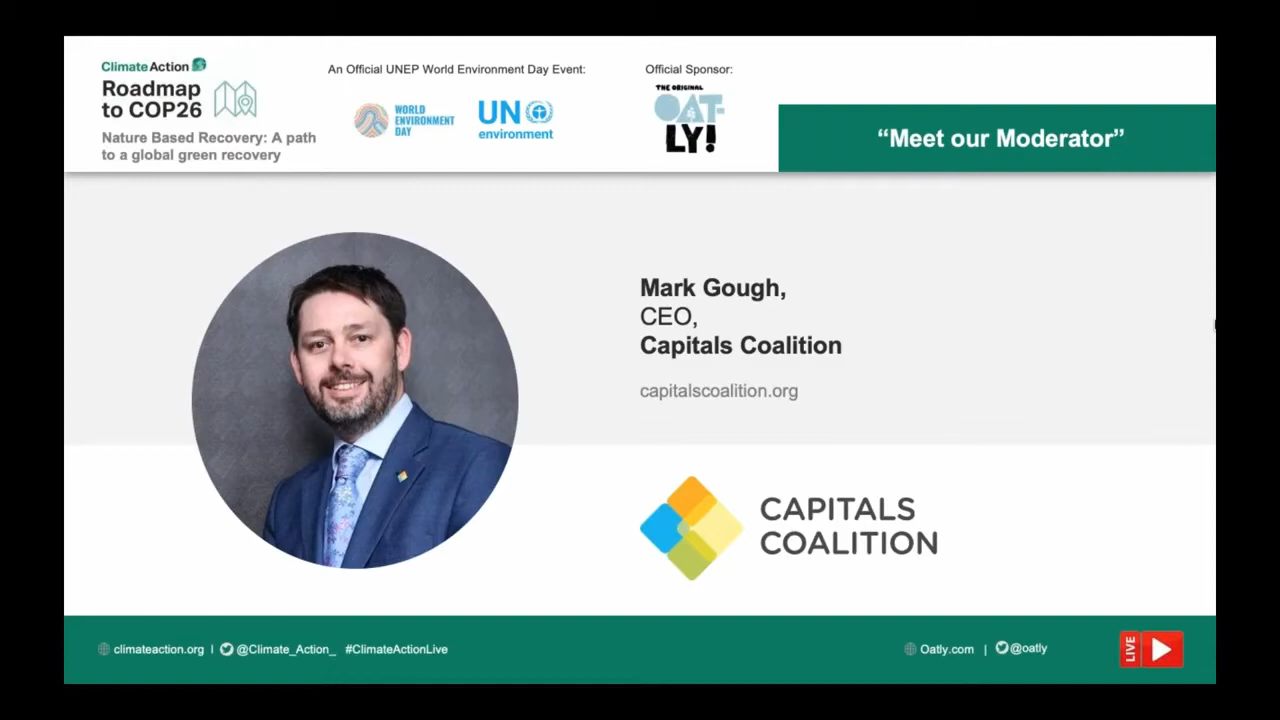 Climate Action
Roadmap
to COP26
Nature Based Recovery: A path
to a global green recovery
An Official UNEP World Environment Day Event:
WORLD
ENVIRONMENT
DAY
UN
environment
Official Sponsor:
THE ORIGINAL
OAT-
LY!
“Meet our Moderator”
Mark Gough,
CEO,
Capitals Coalition
capitalscoalition.org
CAPITALS
COALITION
climateaction.org | @Climate_Action_ #ClimateActionLive
Oatly.com | @oatly
LIVE